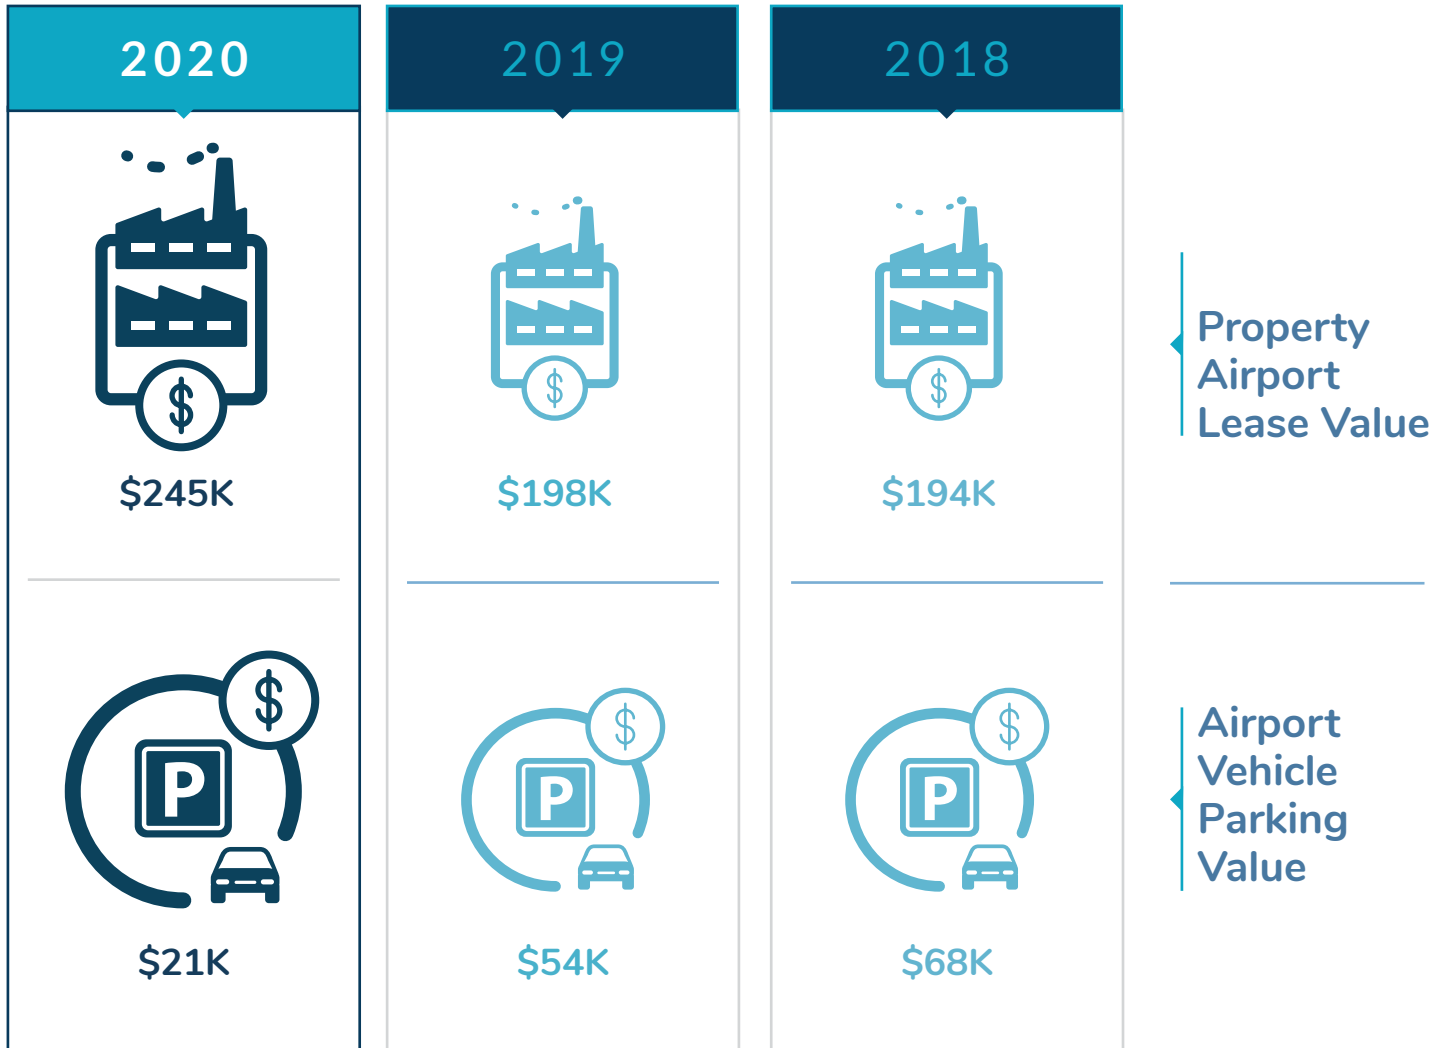 2020
2019
2018
$245K
$198K
$194K
Property
Airport
Lease Value
$
$
$
P
P
P
$
$
$
$21K
$54K
$68K
Airport
Vehicle
Parking
Value